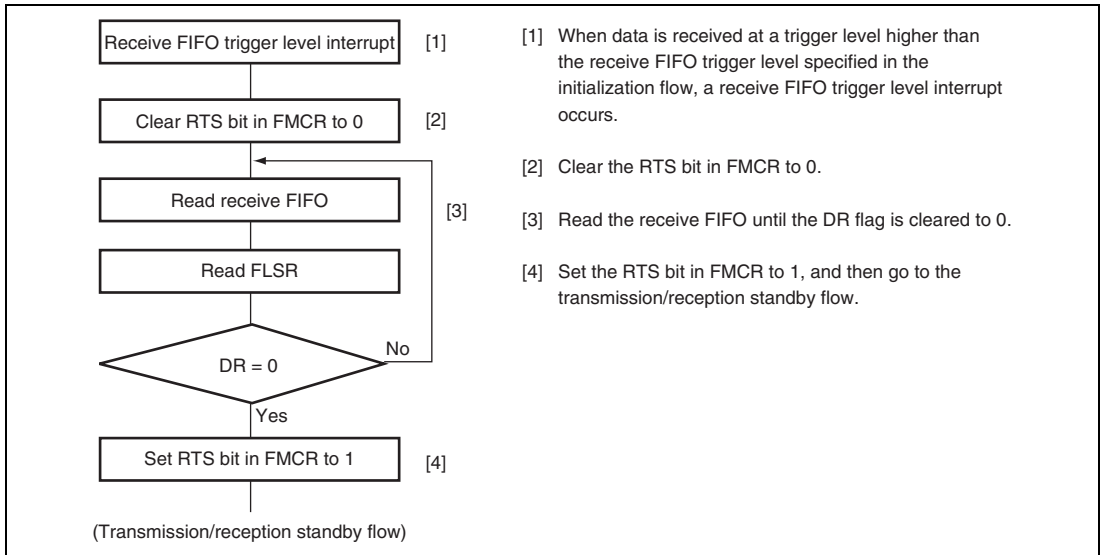 Receive FIFO trigger level interrupt [1]
Clear RTS bit in FMCR to 0 [2]
Read receive FIFO
[3]
Read FLSR
DR = 0
No
Yes
Set RTS bit in FMCR to 1 [4]
(Transmission/reception standby flow)
[1] When data is received at a trigger level higher than
the receive FIFO trigger level specified in the
initialization flow, a receive FIFO trigger level interrupt
occurs.
[2] Clear the RTS bit in FMCR to 0.
[3] Read the receive FIFO until the DR flag is cleared to 0.
[4] Set the RTS bit in FMCR to 1, and then go to the
transmission/reception standby flow.